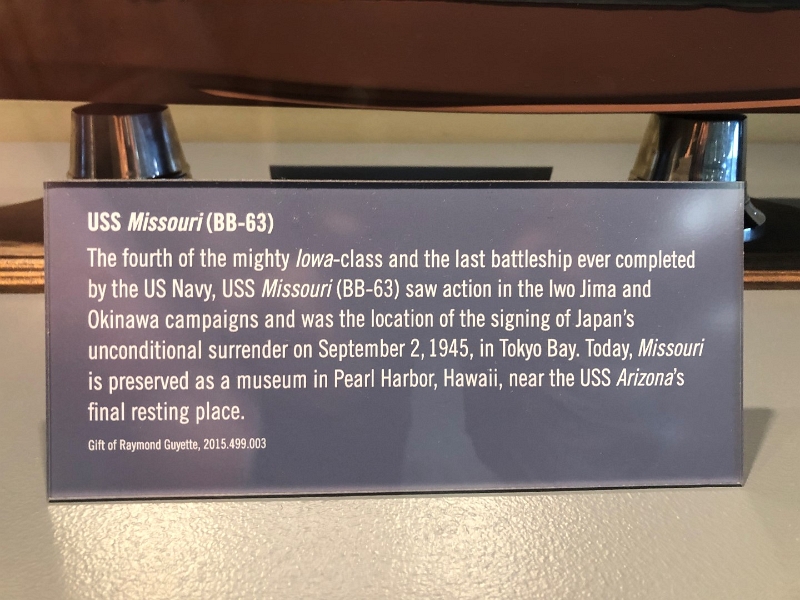 USS Missouri (BB-63)
The fourth of the mighty Iowa-class and the last battleship ever completed
by the US Navy, USS Missouri (BB-63) saw action in the Iwo Jima and
Okinawa campaigns and was the location of the signing of Japan's
unconditional surrender on September 2, 1945, in Tokyo Bay. Today, Missouri
is preserved as a museum in Pearl Harbor, Hawaii, near the USS Arizona's
final resting place.
Gift of Raymond Guyette, 2015.499.003